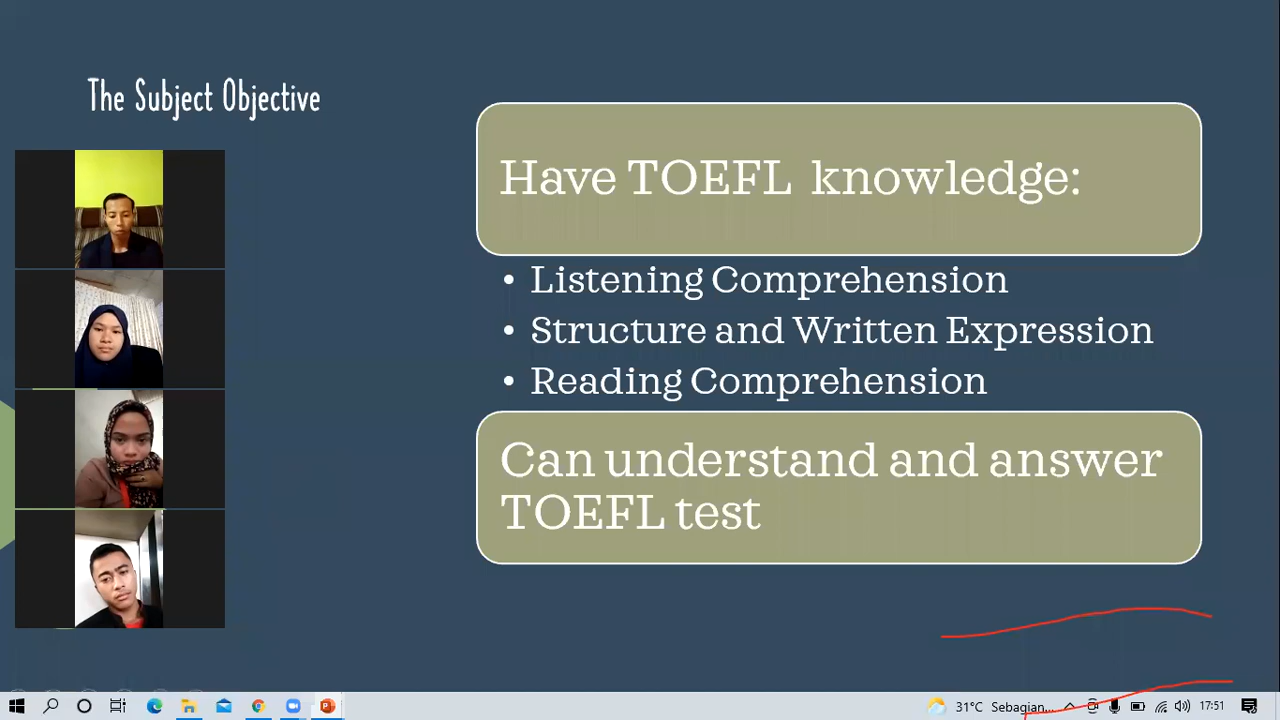 The Subject Objective
Have TOEFL knowledge:
• Listening Comprehension
• Structure and Written Expression
• Reading Comprehension
Can understand and answer
TOEFL test
31°C Sebagian... 17:51